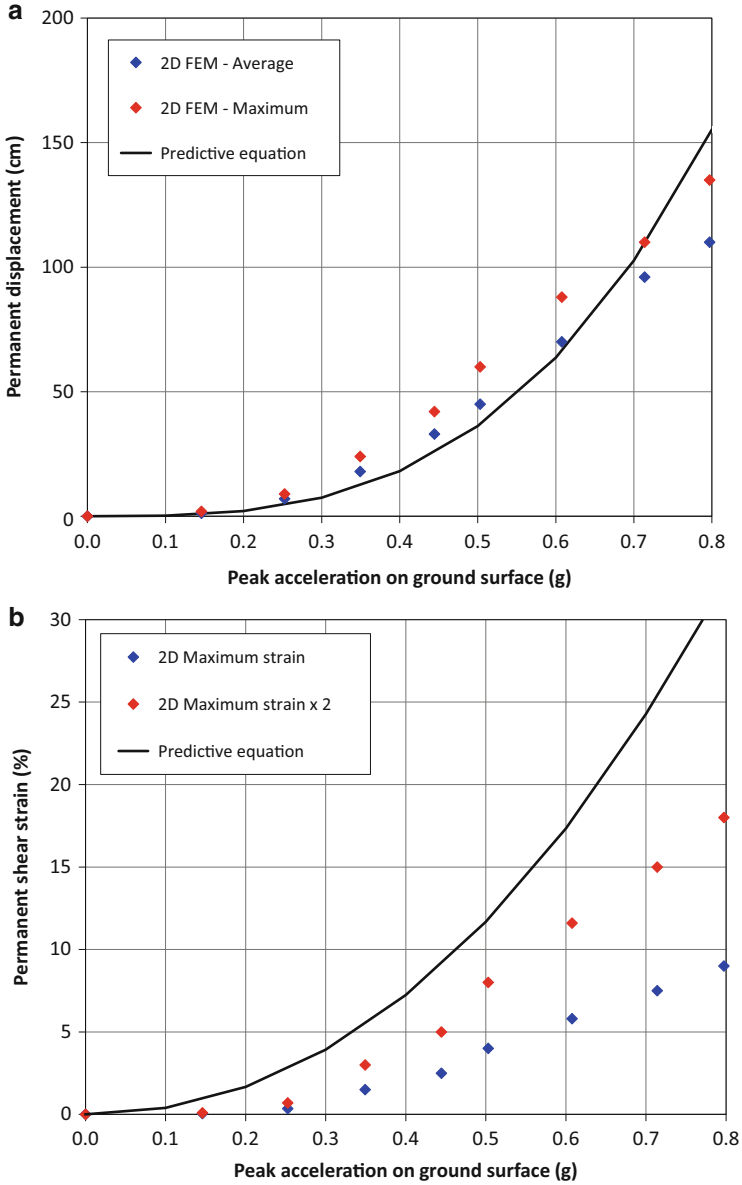 a
200
150
100
50
0
Permanent displacement (cm)
2D FEM - Average
2D FEM - Maximum
Predictive equation
0.0 0.1 0.2 0.3 0.4 0.5 0.6 0.7 0.8
Peak acceleration on ground surface (g)
b
30
25
20
15
10
5
0
Permanent shear strain (%)
2D Maximum strain
2D Maximum strain x 2
Predictive equation
0.0 0.1 0.2 0.3 0.4 0.5 0.6 0.7 0.8
Peak acceleration on ground surface (g)